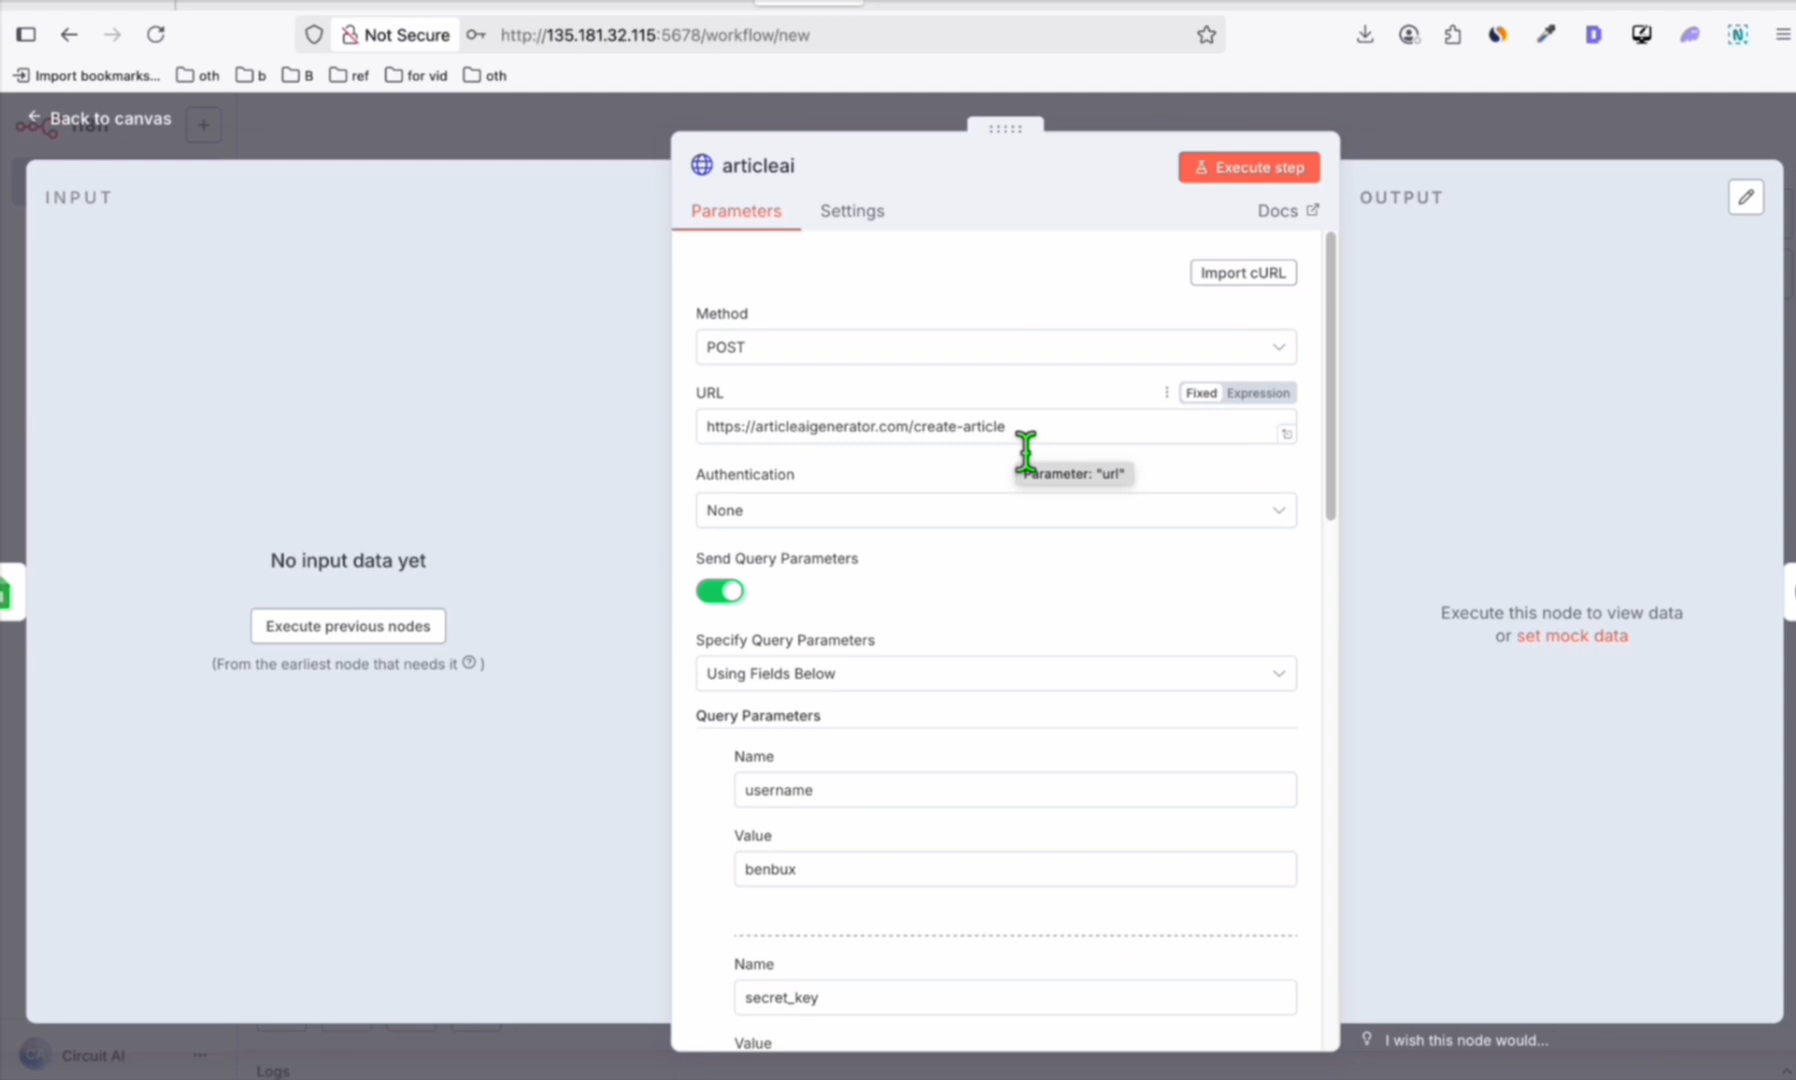 Not Secure
http://135.181.32.115:5678/workflow/new
Import bookmarks...
oth
b
B
ref
for vid
oth
Back to canvas
articleai
Execute step
INPUT
Parameters
Settings
Docs
OUTPUT
Import cURL
Method
POST
URL
Fixed
Expression
https://articleaigenerator.com/create-article
Authentication
Parameter: "url"
None
Send Query Parameters
No input data yet
Execute previous nodes
(From the earliest node that needs it ? )
Execute this node to view data
or set mock data
Specify Query Parameters
Using Fields Below
Query Parameters
Name
username
Value
benbux
Name
secret_key
Value
I wish this node would...
CA
Circuit AI
Logs